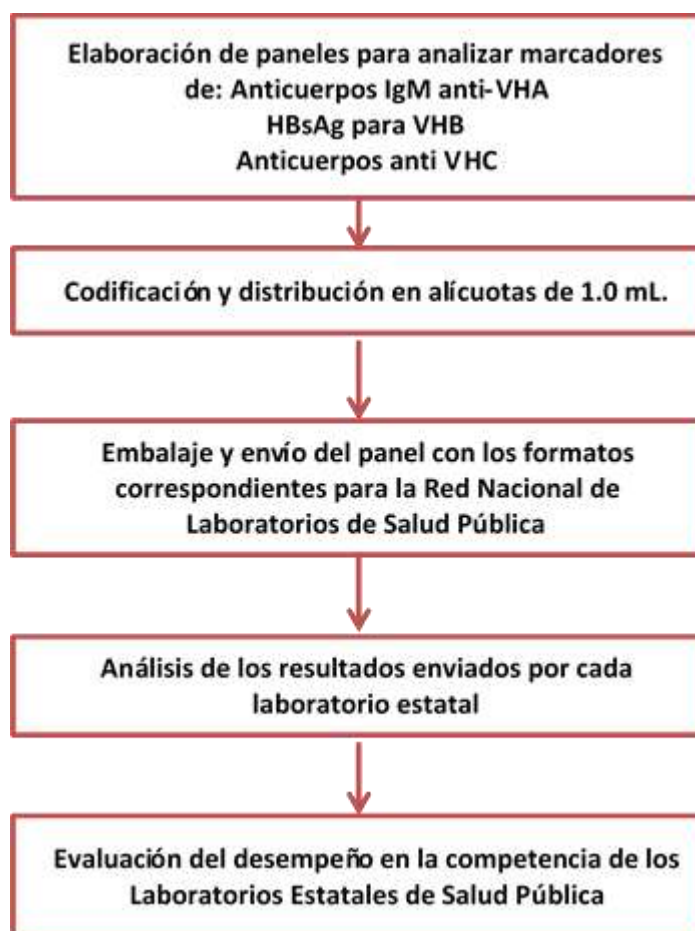 Elaboración de paneles para analizar marcadores
de: Anticuerpos IgM anti-VHA
HBsAg para VHB
Anticuerpos anti VHC
Codificación y distribución en alícuotas de 1.0 mL.
Embalaje y envío del panel con los formatos
correspondientes para la Red Nacional de
Laboratorios de Salud Pública
Análisis de los resultados enviados por cada
laboratorio estatal
Evaluación del desempeño en la competencia de los
Laboratorios Estatales de Salud Pública